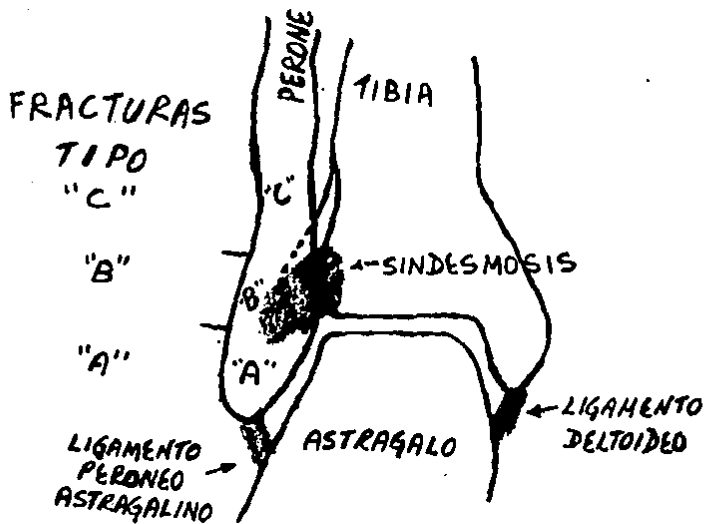 PERONE
TIBIA
FRACTURAS
TIPO
"C"
"C"
"B"
SINDESMOSIS
"B"
"A"
"A"
LIGAMENTO
DELTOIDEO
ASTRAGALO
LIGAMENTO
PERONEO
ASTRAGALINO